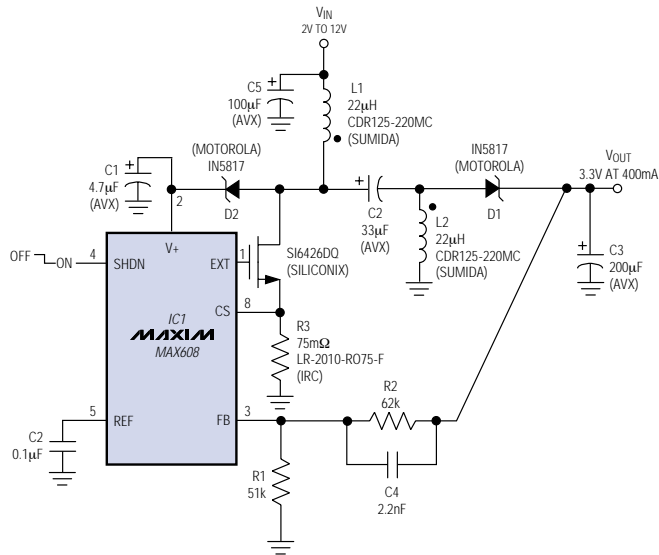 VIN
2V TO 12V
C5
100µF
(AVX)
L1
22µH
CDR125-220MC
(SUMIDA)
(MOTOROLA)
IN5817
D2
C1
4.7µF
(AVX)
2
IN5817
(MOTOROLA)
D1
VOUT
3.3V AT 400mA
C2
33µF
(AVX)
L2
22µH
CDR125-220MC
(SUMIDA)
C3
200µF
(AVX)
OFF
ON
4
SHDN
V+
EXT
1
SI6426DQ
(SILICONIX)
CS
8
IC1
MAXIM
MAX608
R3
75mΩ
LR-2010-RO75-F
(IRC)
C2
0.1µF
5
REF
FB
3
R2
62k
R1
51k
C4
2.2nF